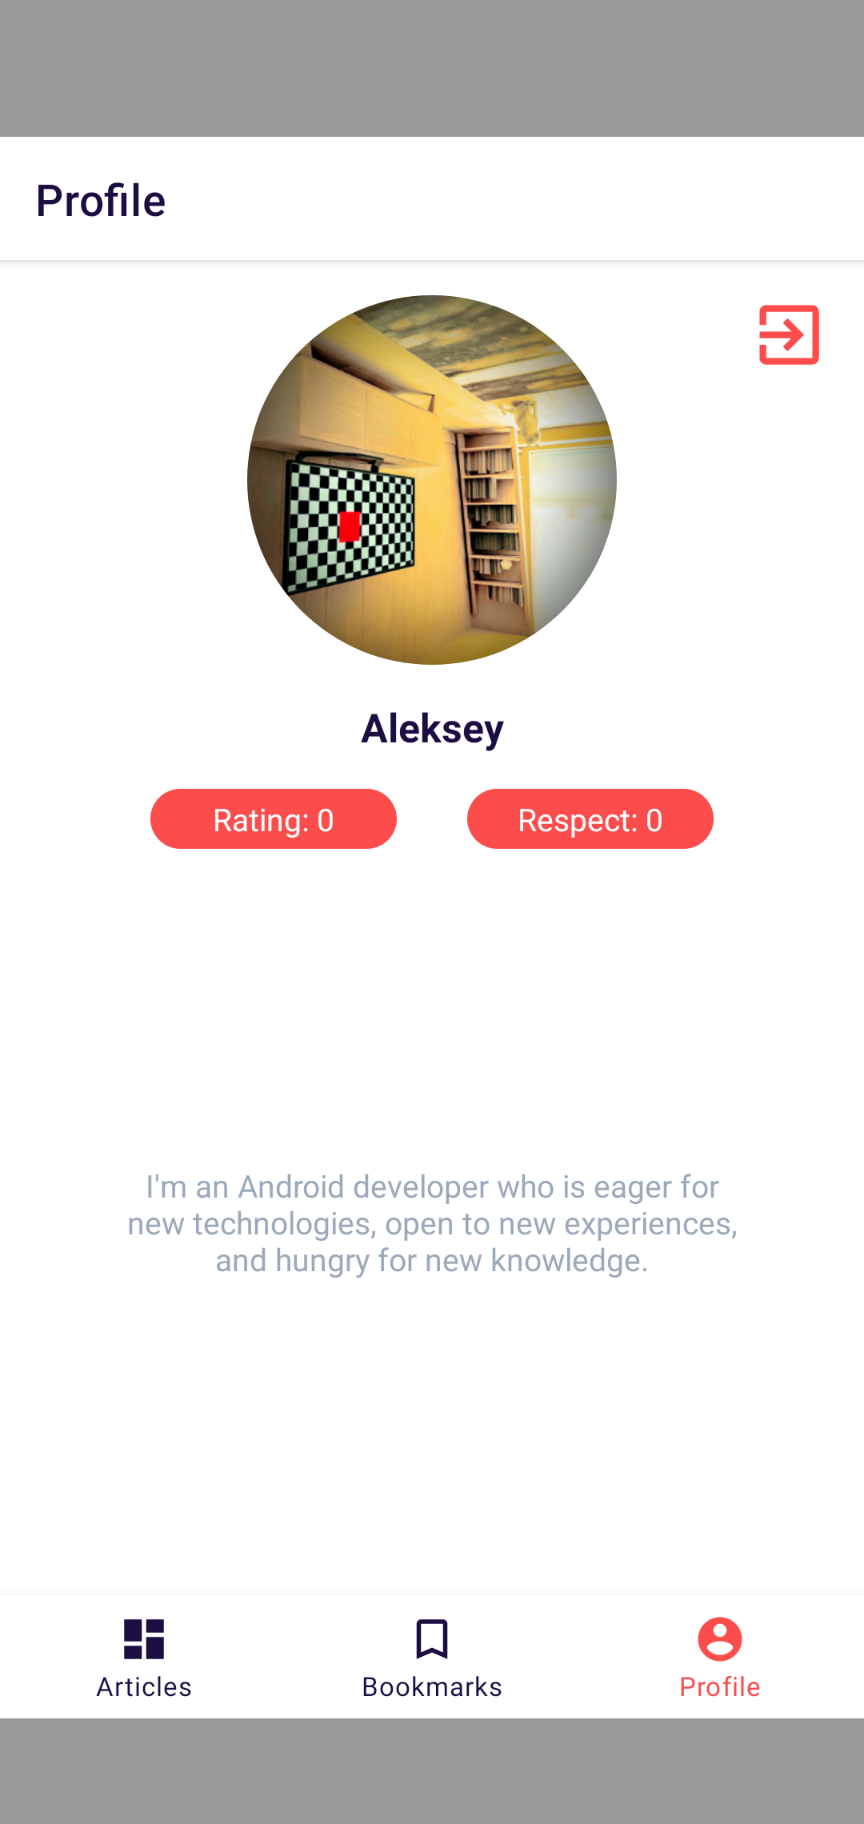 Profile
Aleksey
Rating: 0
Respect: 0
I'm an Android developer who is eager for
new technologies, open to new experiences,
and hungry for new knowledge.
Articles
Bookmarks
Profile